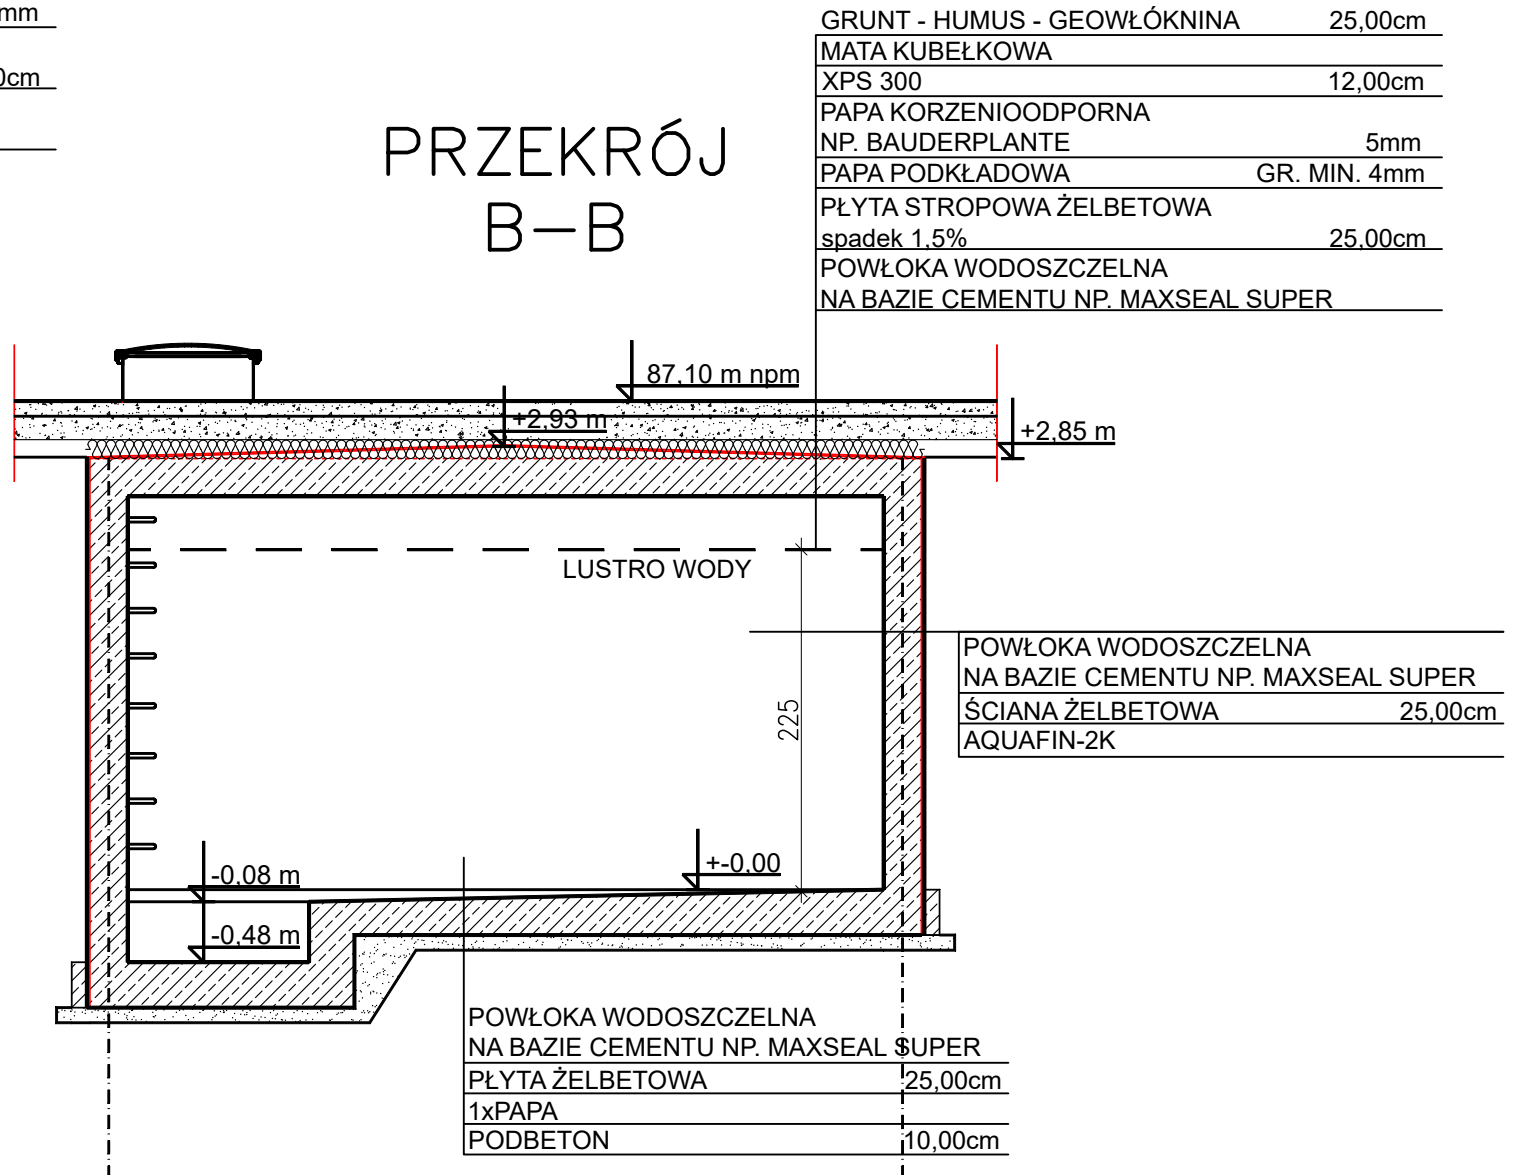 mm
0cm
PRZEKRÓJ
B-B
GRUNT - HUMUS - GEOWŁÓKNINA 25,00cm
MATA KUBEŁKOWA
XPS 300 12,00cm
PAPA KORZENIOODPORNA
NP. BAUDERPLANTE 5mm
PAPA PODKŁADOWA GR. MIN. 4mm
PŁYTA STROPOWA ŻELBETOWA
spadek 1,5% 25,00cm
POWŁOKA WODOSZCZELNA
NA BAZIE CEMENTU NP. MAXSEAL SUPER
87,10 m npm
+2,93 m
+2,85 m
LUSTRO WODY
225
POWŁOKA WODOSZCZELNA
NA BAZIE CEMENTU NP. MAXSEAL SUPER
ŚCIANA ŻELBETOWA 25,00cm
AQUAFIN-2K
-0,08 m
+-0,00
-0,48 m
POWŁOKA WODOSZCZELNA
NA BAZIE CEMENTU NP. MAXSEAL SUPER
PŁYTA ŻELBETOWA 25,00cm
1xPAPA
PODBETON 10,00cm